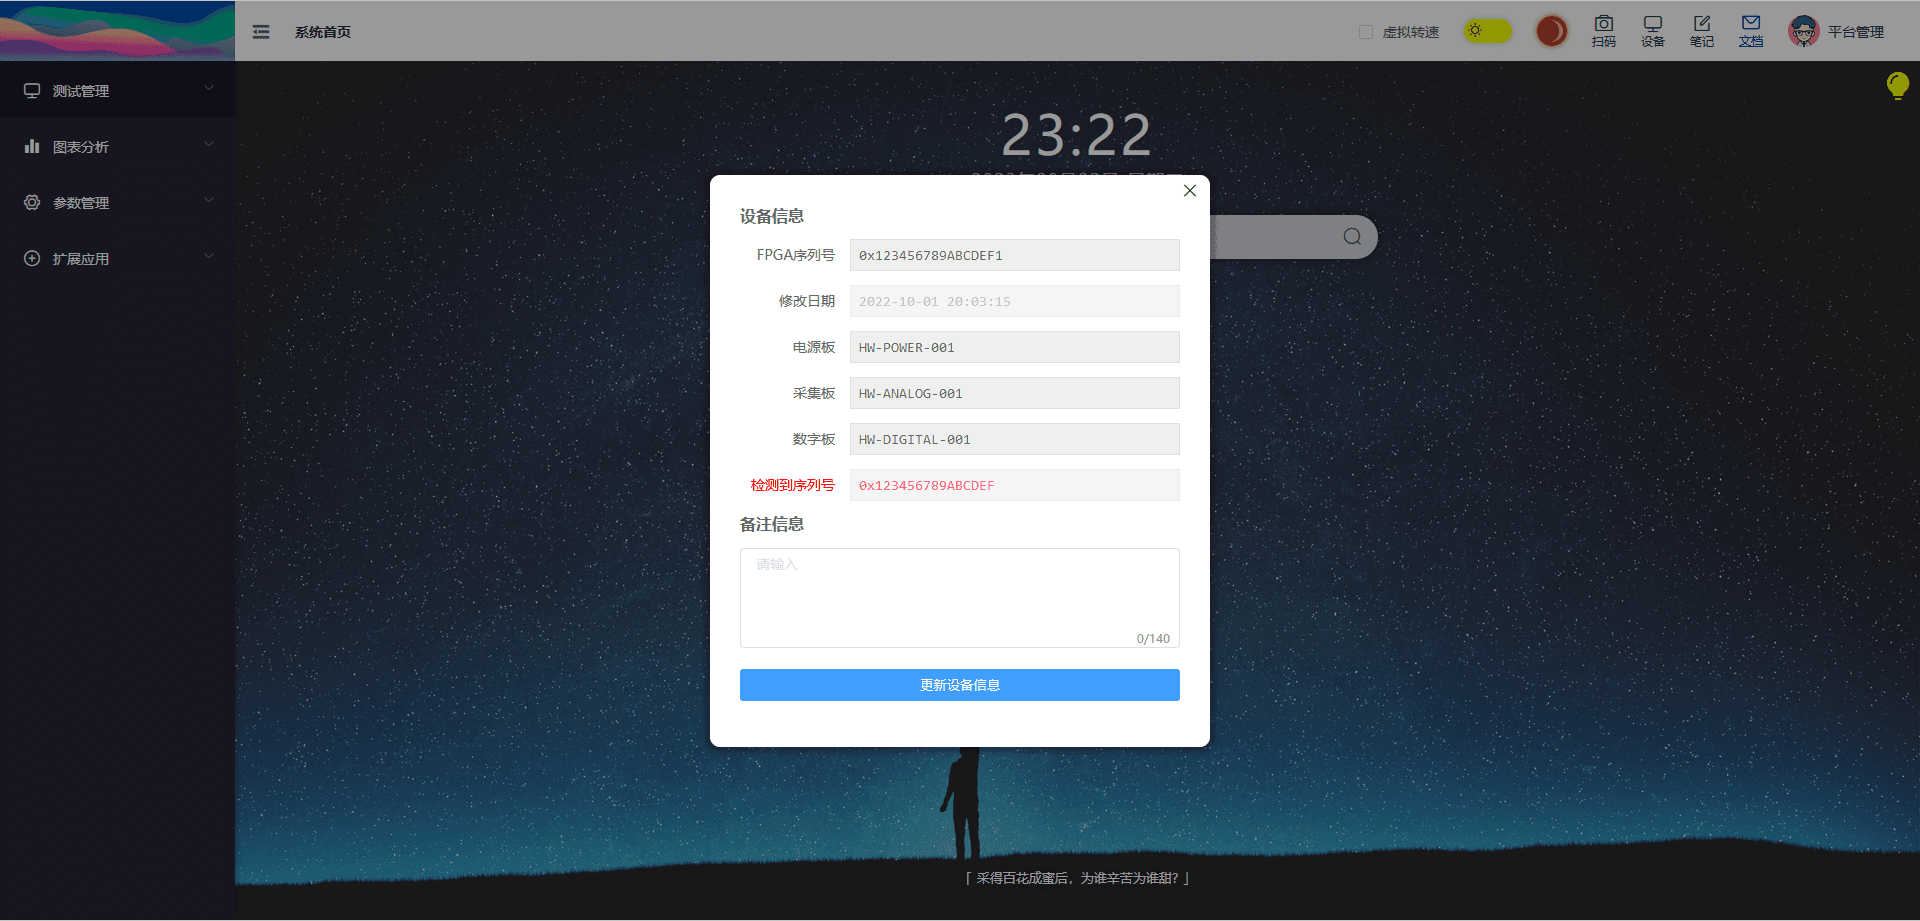 系统首页
虚拟转速
扫码
设备
笔记
文档
平台管理
测试管理
图表分析
参数管理
扩展应用
23:22
设备信息
FPGA序列号 0x123456789ABCDEF1
修改日期 2022-10-01 20:03:15
电源板 HW-POWER-001
采集板 HW-ANALOG-001
数字板 HW-DIGITAL-001
检测到序列号 0x123456789ABCDEF
备注信息
请输入
0/140
更新设备信息
「 采得百花成蜜后，为谁辛苦为谁甜？」